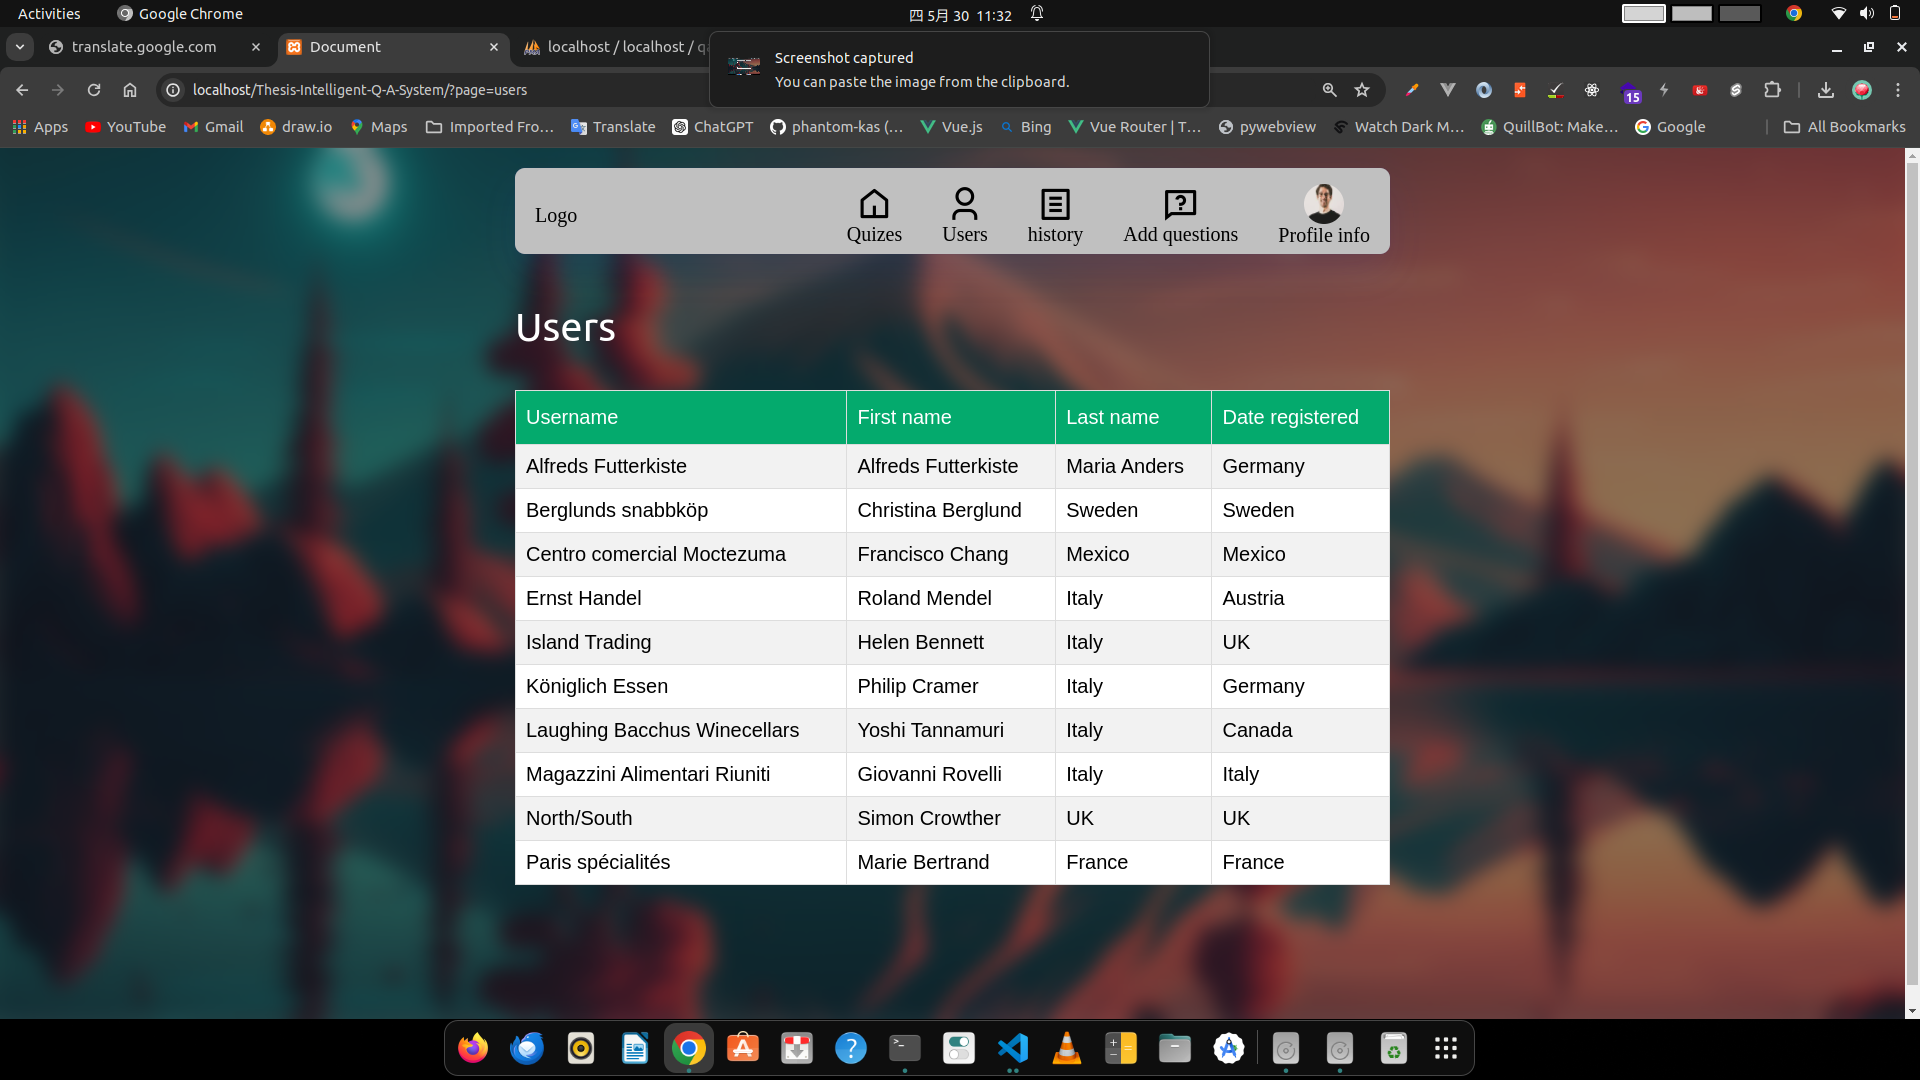 Activities Google Chrome 四 5月 30 11:32
translate.google.com Document localhost / localhost / qa
Screenshot captured
You can paste the image from the clipboard.
localhost/Thesis-Intelligent-Q-A-System/?page=users 15
Apps YouTube Gmail draw.io Maps Imported Fro… Translate ChatGPT phantom-kas (… Vue.js Bing Vue Router | T… pywebview Watch Dark M… QuillBot: Make… Google All Bookmarks
Logo Quizes Users history Add questions Profile info
Users
Username First name Last name Date registered
Alfreds Futterkiste Alfreds Futterkiste Maria Anders Germany
Berglunds snabbköp Christina Berglund Sweden Sweden
Centro comercial Moctezuma Francisco Chang Mexico Mexico
Ernst Handel Roland Mendel Italy Austria
Island Trading Helen Bennett Italy UK
Königlich Essen Philip Cramer Italy Germany
Laughing Bacchus Winecellars Yoshi Tannamuri Italy Canada
Magazzini Alimentari Riuniti Giovanni Rovelli Italy Italy
North/South Simon Crowther UK UK
Paris spécialités Marie Bertrand France France